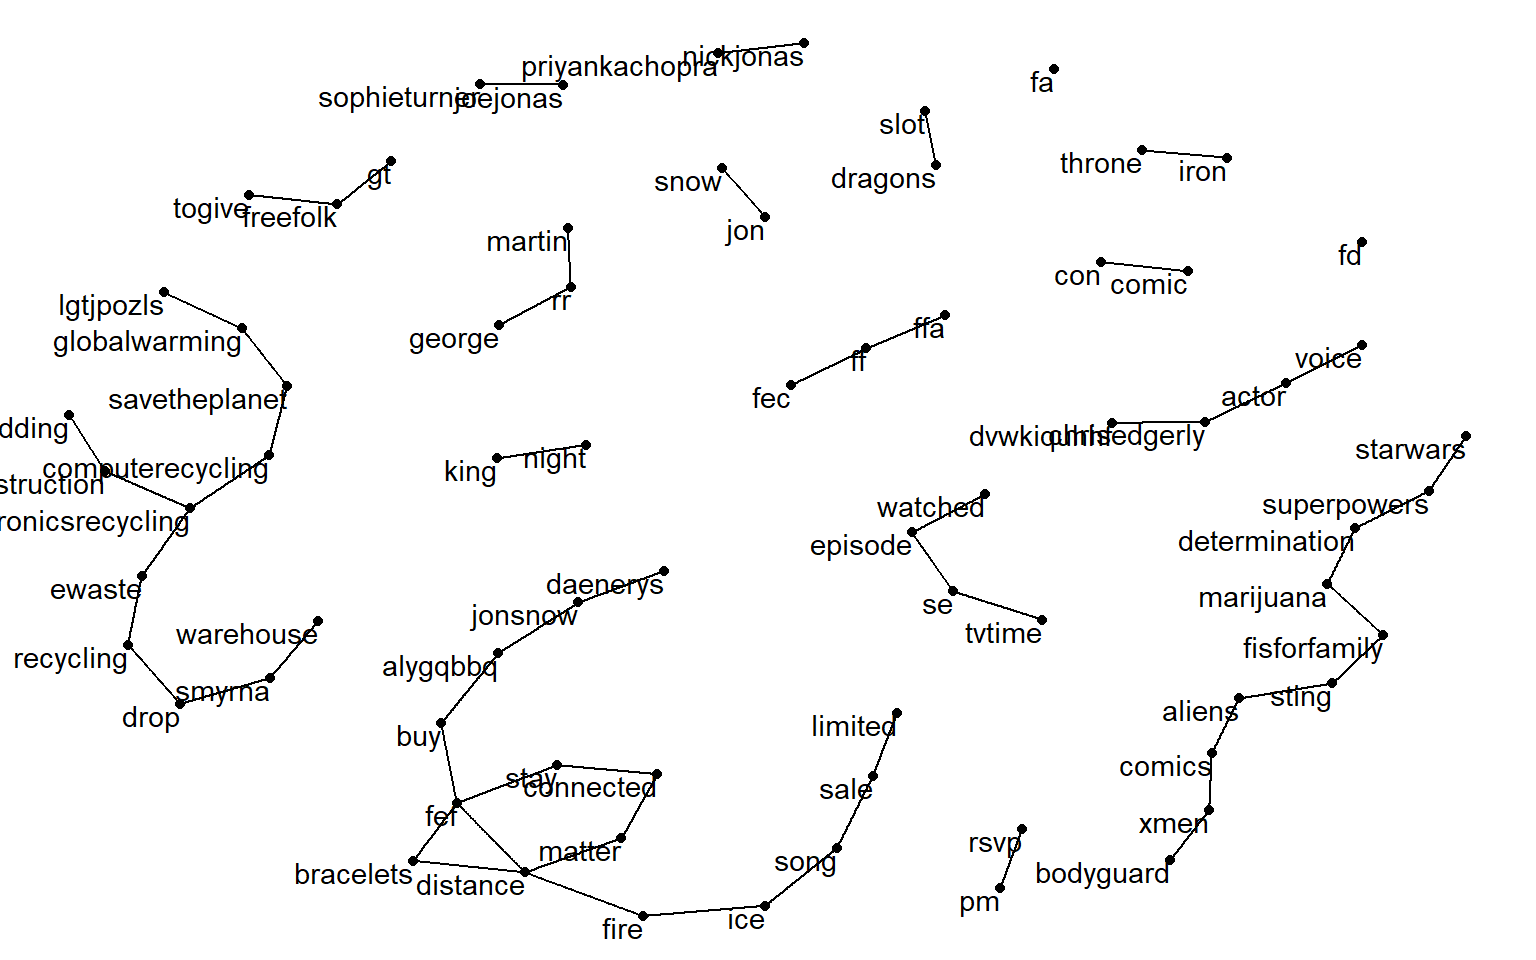 nickjonas
priyankachopra
sophieturner
joejonas
fa
slot
throne
iron
gt
snow
dragons
togive
freefolk
jon
martin
fd
con
comic
rr
lgtjpozls
george
globalwarming
ffa
ff
voice
fec
actor
savetheplanet
dding
chrisedgerly
starwars
computerecycling
king
night
struction
watched
superpowers
ronicsrecycling
episode
determination
ewaste
daenerys
marijuana
jonsnow
se
warehouse
tvtime
recycling
fisforfamily
alygqbbq
smyrna
sting
drop
aliens
limited
buy
comics
stay
connected
sale
fef
xmen
matter
rsvp
song
bracelets
distance
bodyguard
pm
ice
fire